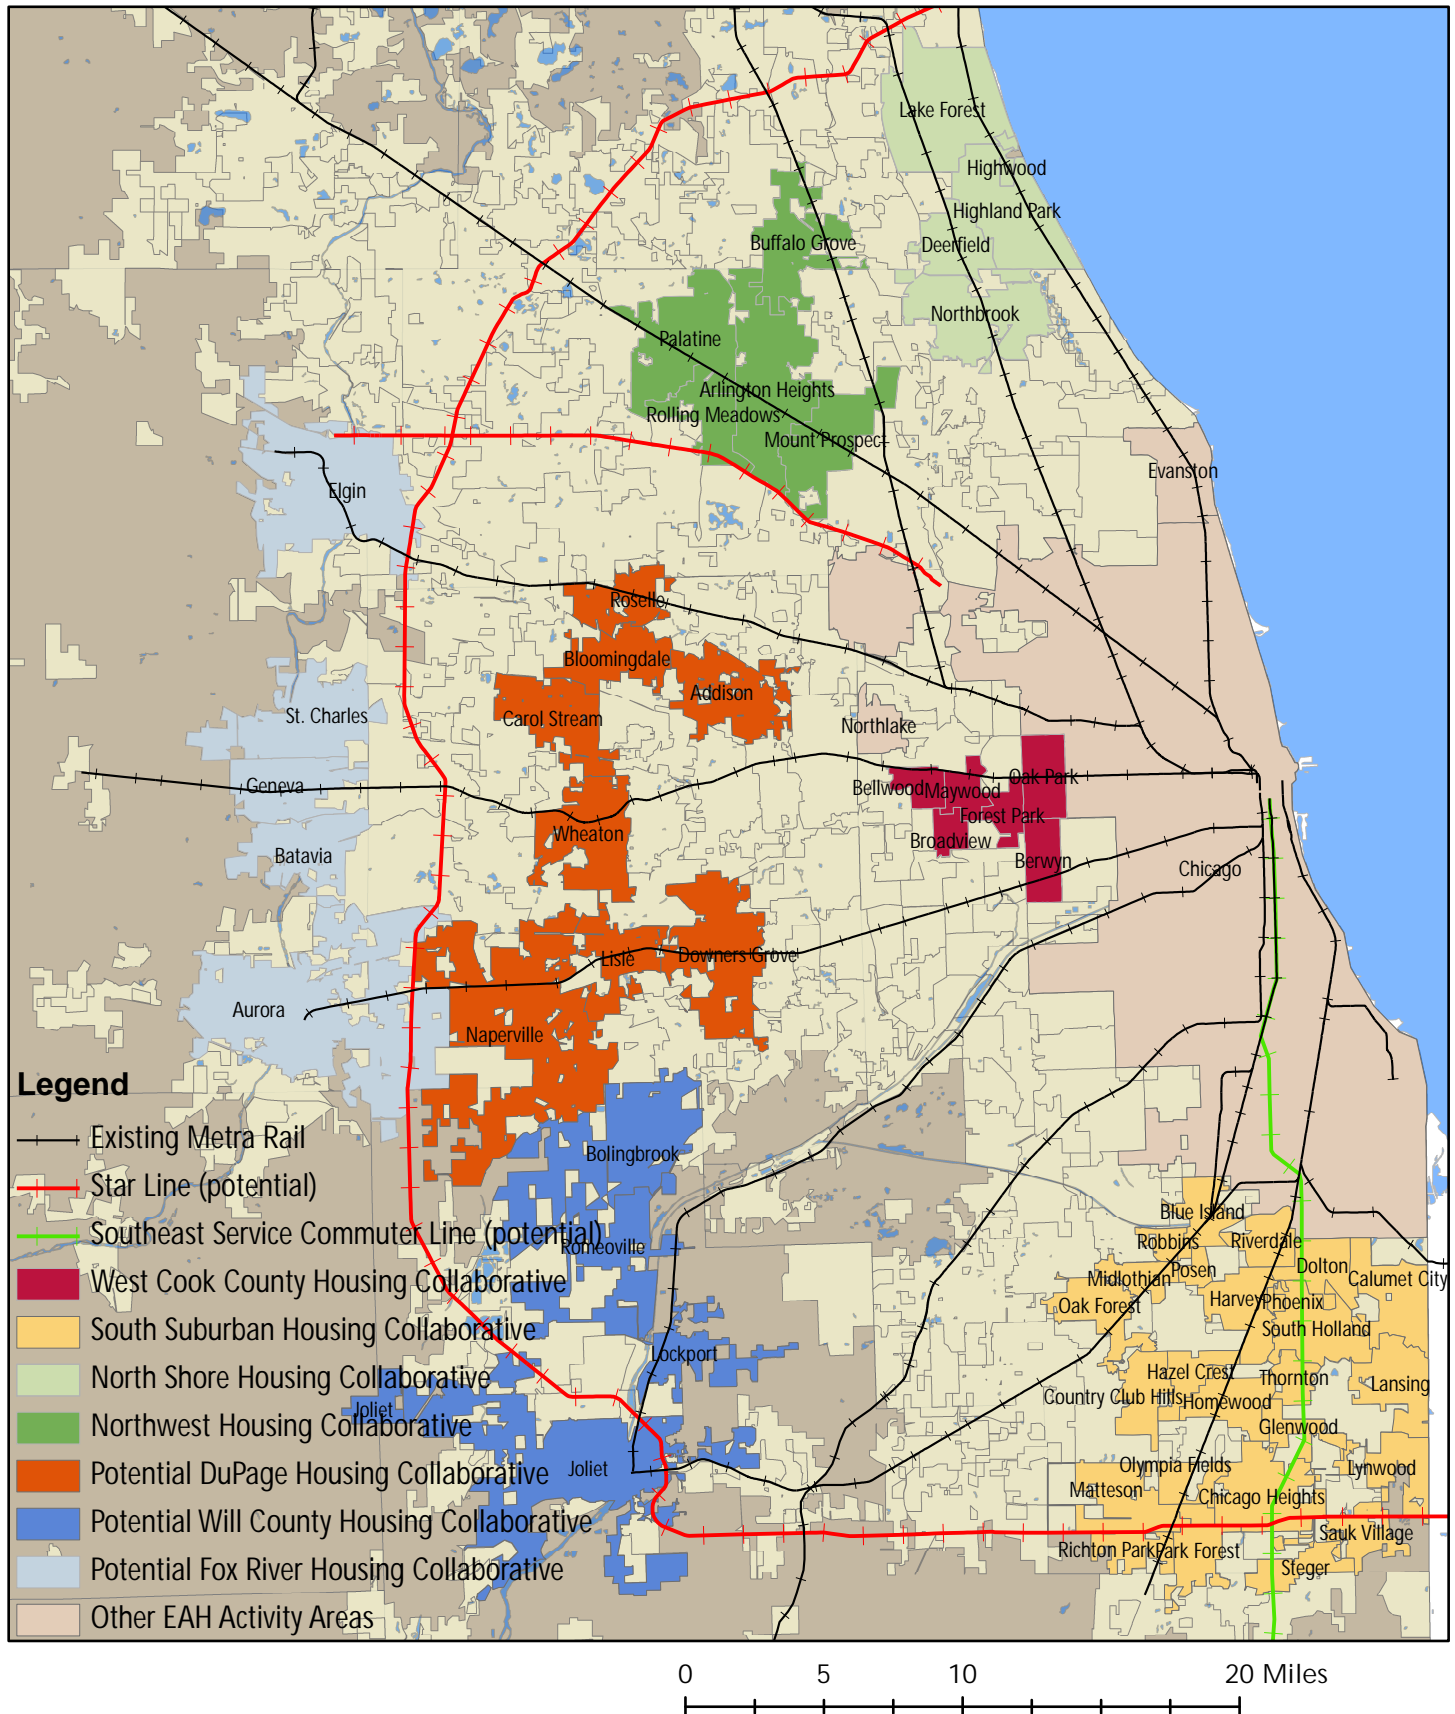 Lake Forest
Highwood
Highland Park
Buffalo Grove
Deerfield
Northbrook
Palatine
Arlington Heights
Rolling Meadows
Mount Prospec
Evanston
Elgin
Roselle
Bloomingdale
Addison
St. Charles
Carol Stream
Northlake
Oak Park
Geneva
Bellwood
Maywood
Forest Park
Wheaton
Broadview
Batavia
Berwyn
Chicago
Lisle
Downers Grove
Aurora
Naperville
Legend
Existing Metra Rail
Bolingbrook
Star Line (potential)
Blue Island
Southeast Service Commuter Line (potential)
Romeoville
Robbins
Riverdale
Posen
Dolton
Midlothian
Calumet City
West Cook County Housing Collaborative
Oak Forest
Harvey
Phoenix
South Suburban Housing Collaborative
South Holland
Lockport
North Shore Housing Collaborative
Hazel Crest
Thornton
Lansing
Country Club Hills
Homewood
Joliet
Northwest Housing Collaborative
Glenwood
Potential DuPage Housing Collaborative
Joliet
Olympia Fields
Lynwood
Matteson
Chicago Heights
Potential Will County Housing Collaborative
Sauk Village
Richton Park
Park Forest
Potential Fox River Housing Collaborative
Steger
Other EAH Activity Areas
0 5 10 20 Miles